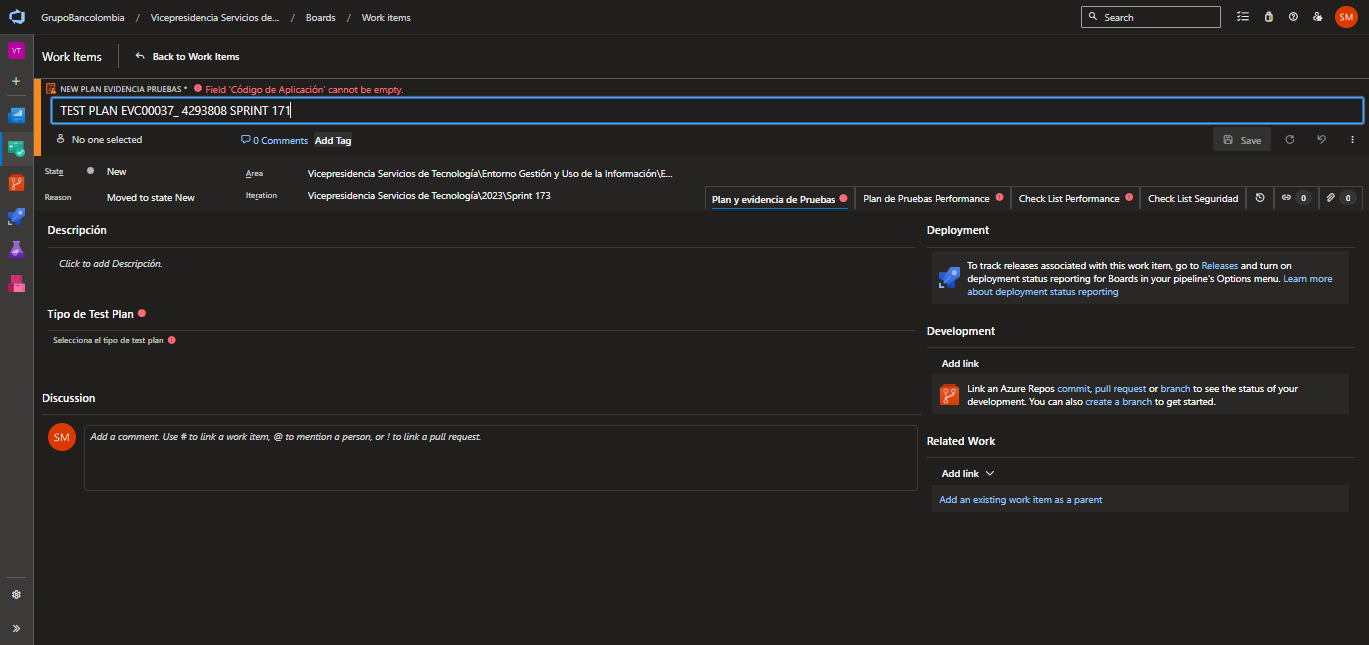 GrupoBancolombia / Vicepresidencia Servicios de... / Boards / Work items
Search
SM
VT
Work Items
Back to Work Items
NEW PLAN EVIDENCIA PRUEBAS * Field 'Código de Aplicación' cannot be empty.
TEST PLAN EVC00037_ 4293808 SPRINT 171
No one selected
0 Comments
Add Tag
Save
State
New
Area
Vicepresidencia Servicios de Tecnología\Entorno Gestión y Uso de la Información\E...
Reason
Moved to state New
Iteration
Vicepresidencia Servicios de Tecnología\2023\Sprint 173
Plan y evidencia de Pruebas
Plan de Pruebas Performance
Check List Performance
Check List Seguridad
0
0
Descripción
Click to add Descripción.
Tipo de Test Plan
Selecciona el tipo de test plan
Discussion
SM
Add a comment. Use # to link a work item, @ to mention a person, or ! to link a pull request.
Deployment
To track releases associated with this work item, go to Releases and turn on
deployment status reporting for Boards in your pipeline's Options menu. Learn more
about deployment status reporting
Development
Add link
Link an Azure Repos commit, pull request or branch to see the status of your
development. You can also create a branch to get started.
Related Work
Add link
Add an existing work item as a parent